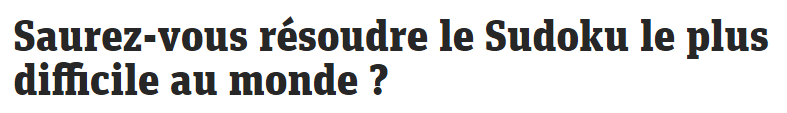 Saurez-vous résoudre le Sudoku le plus
difficile au monde ?